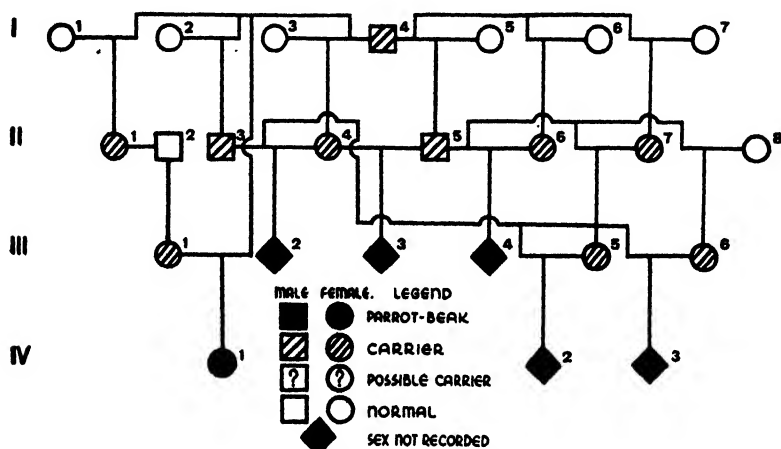 I 1 2 3 4 5 6 7
II 1 2 3 4 5 6 7 8
III 1 2 3 4 5 6
MALE FEMALE. LEGEND
PARROT-BEAK
CARRIER
? ? POSSIBLE CARRIER
NORMAL
SEX NOT RECORDED
IV 1 2 3